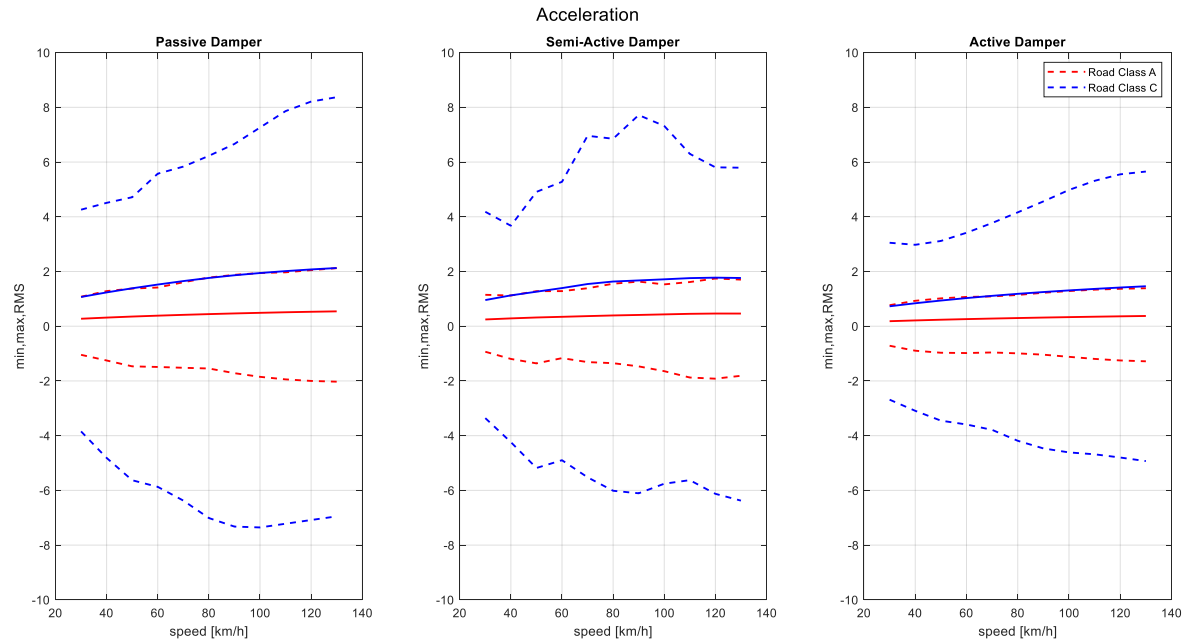 Acceleration
Passive Damper
10
8
6
4
2
0
-2
-4
-6
-8
-10
min,max,RMS
20 40 60 80 100 120 140
speed [km/h]
Semi-Active Damper
10
8
6
4
2
0
-2
-4
-6
-8
-10
min,max,RMS
20 40 60 80 100 120 140
speed [km/h]
Active Damper
Road Class A
Road Class C
10
8
6
4
2
0
-2
-4
-6
-8
-10
min,max,RMS
20 40 60 80 100 120 140
speed [km/h]